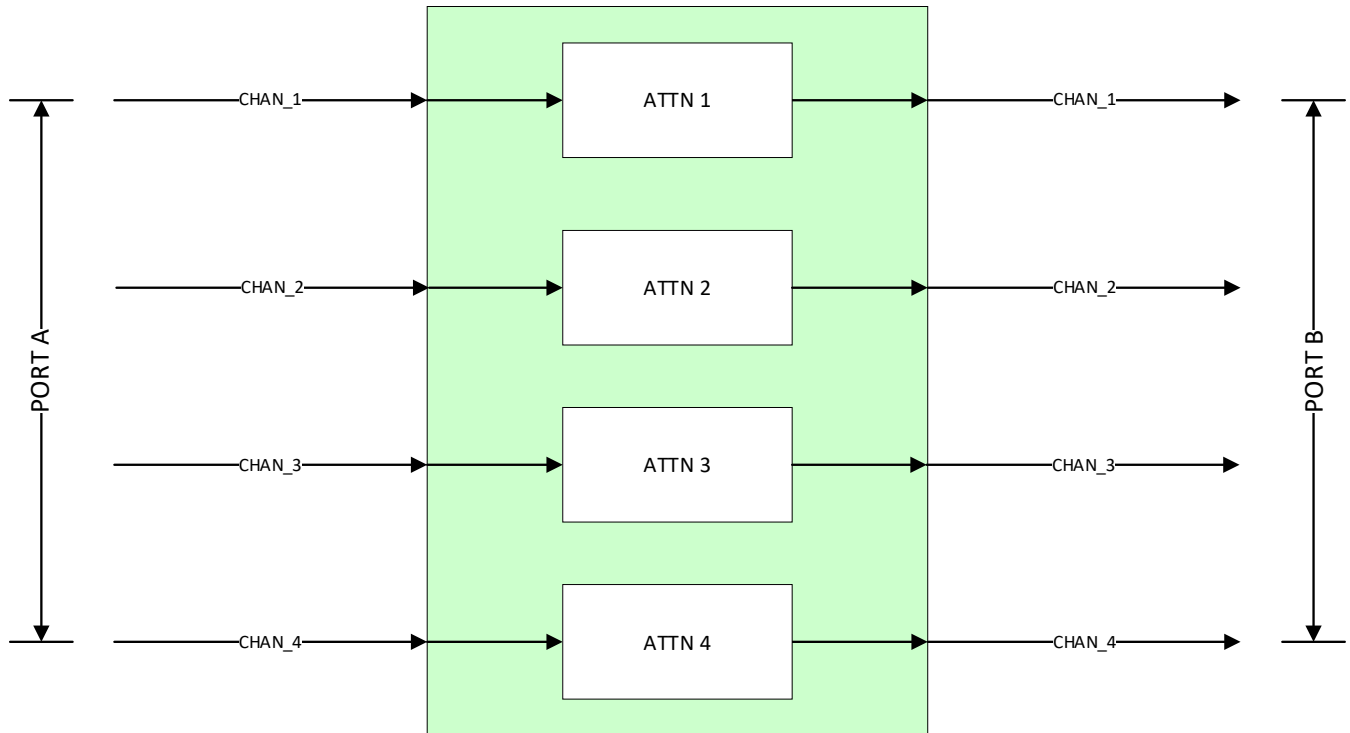 CHAN_1
ATTN 1
CHAN_1
CHAN_2
ATTN 2
CHAN_2
PORT A
PORT B
CHAN_3
ATTN 3
CHAN_3
CHAN_4
ATTN 4
CHAN_4